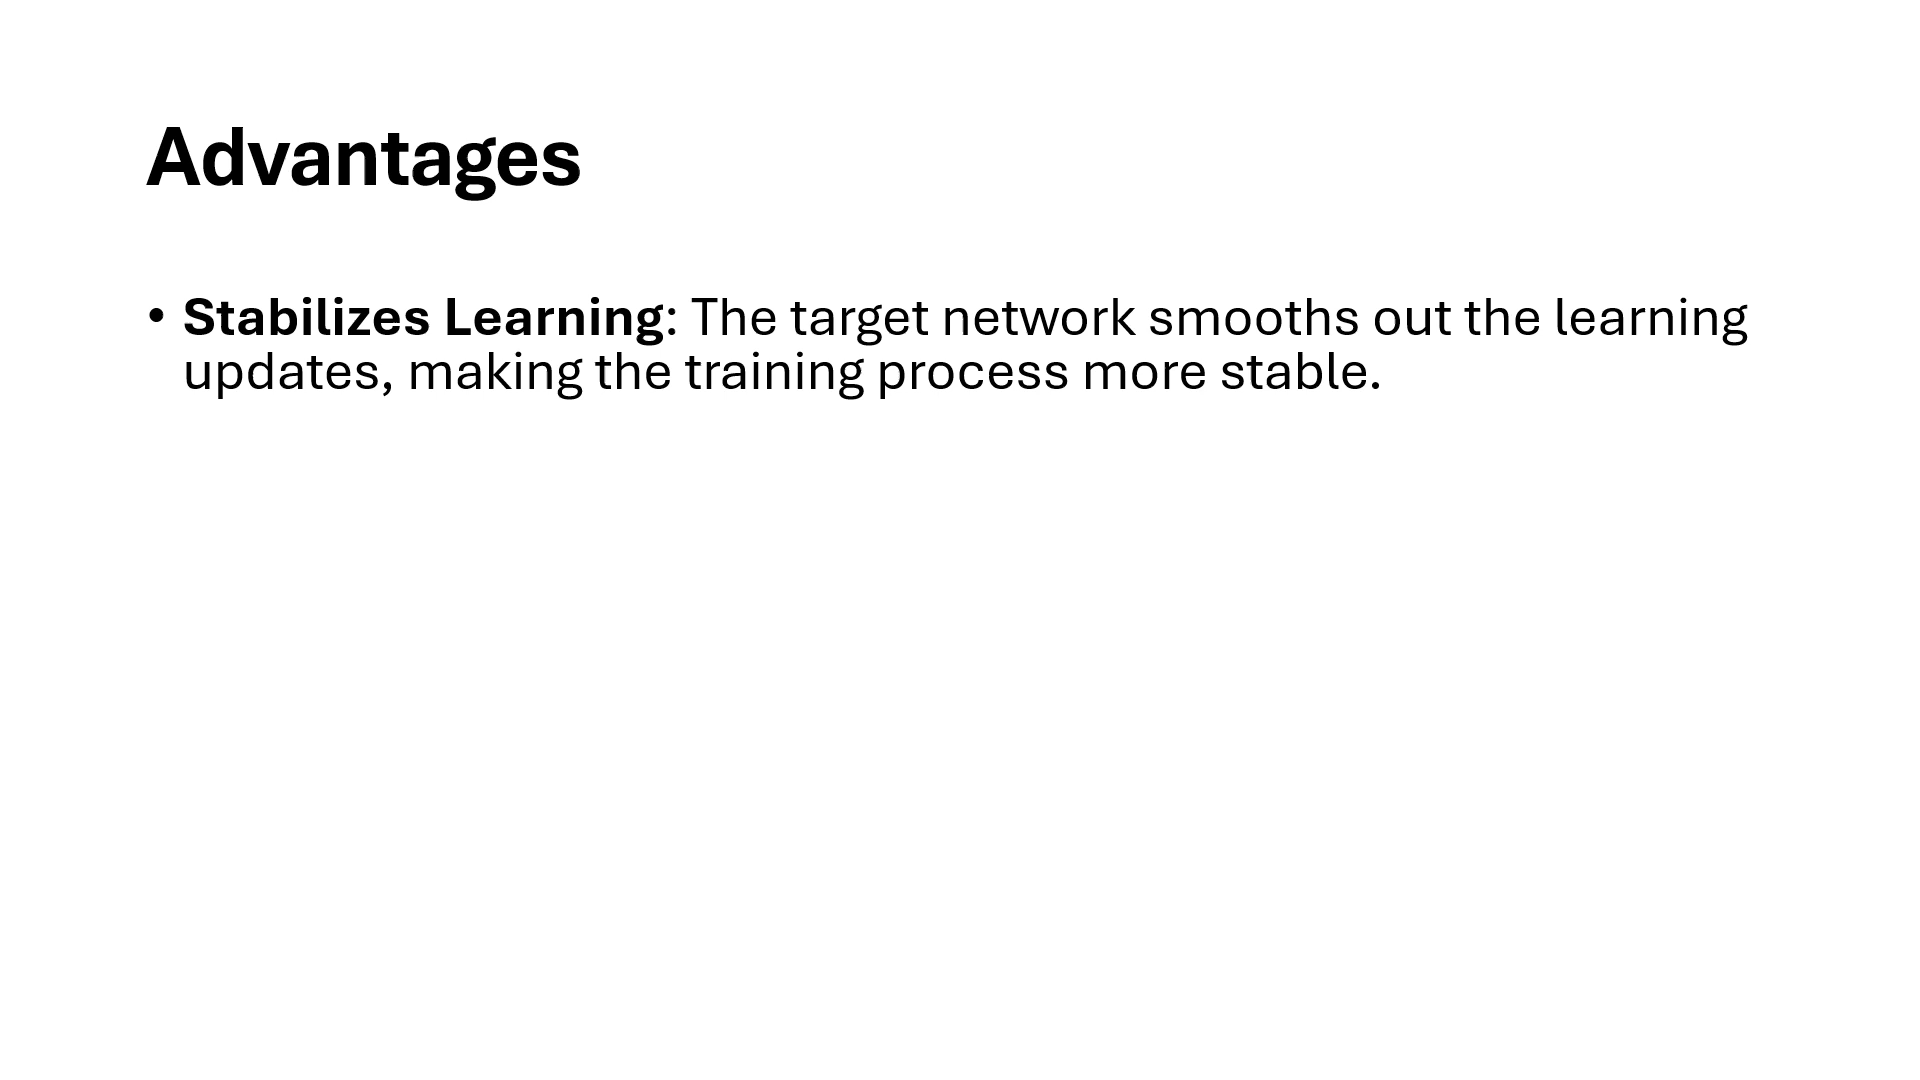 Advantages
• Stabilizes Learning: The target network smooths out the learning
updates, making the training process more stable.